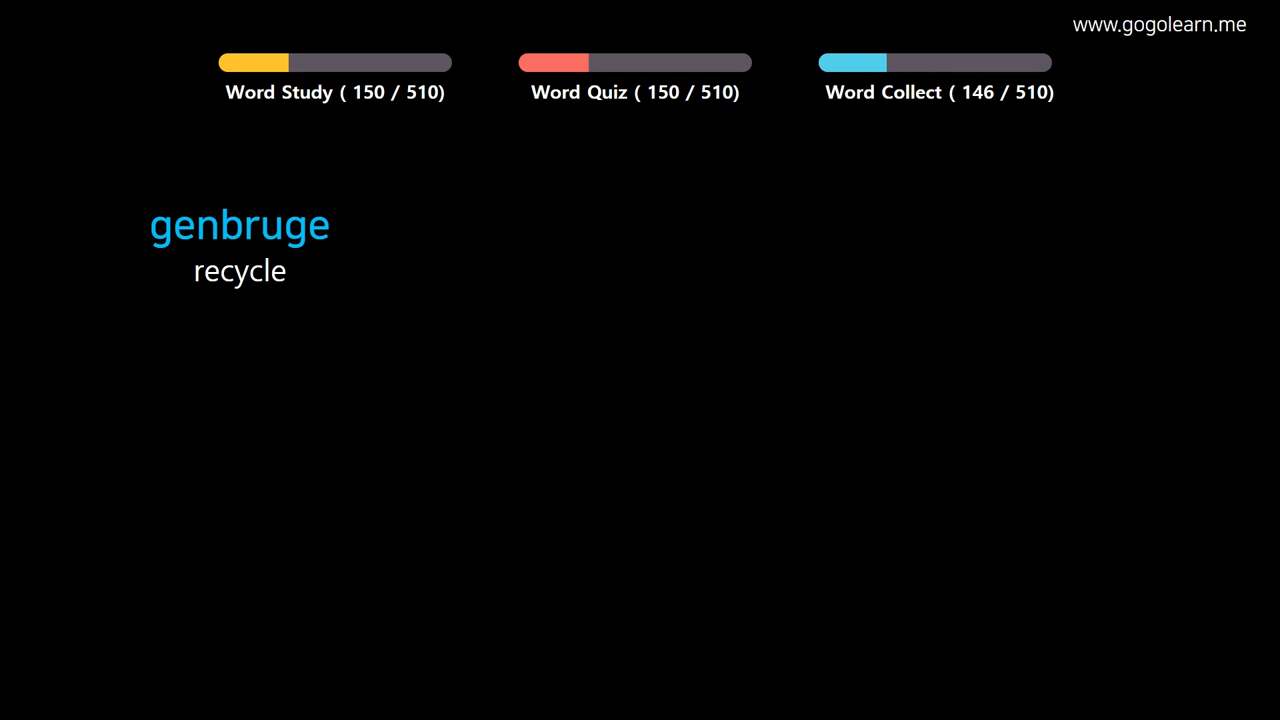 www.gogolearn.me
Word Study ( 150 / 510)
Word Quiz ( 150 / 510)
Word Collect ( 146 / 510)
genbruge
recycle